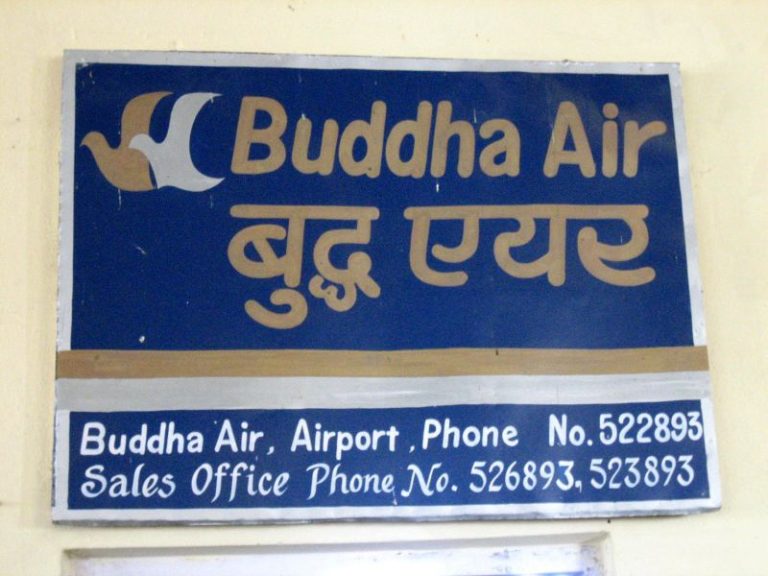 Buddha Air
बुद्ध एयर
Buddha Air, Airport, Phone No. 522893
Sales Office Phone No. 526893, 523893